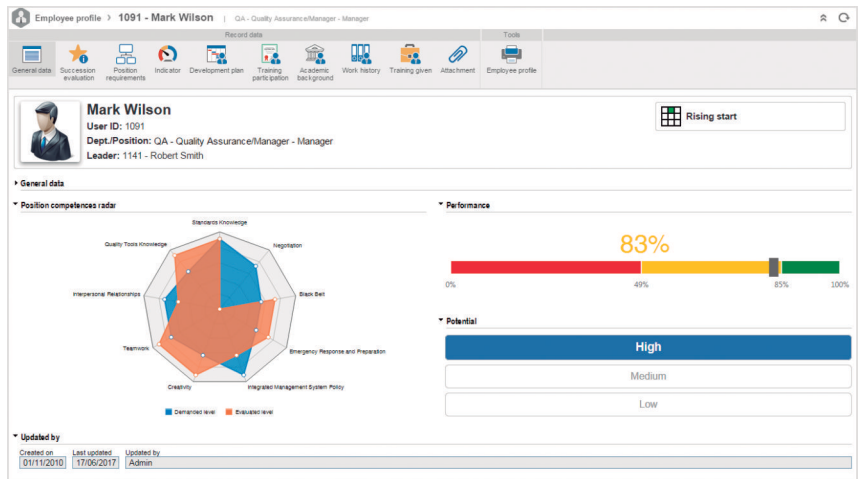 Employee profile > 1091 - Mark Wilson | QA - Quality Assurance/Manager - Manager
Record data
Tools
General data
Succession evaluation
Position requirements
Indicator
Development plan
Training participation
Academic background
Work history
Training given
Attachment
Employee profile
Mark Wilson
User ID: 1091
Dept./Position: QA - Quality Assurance/Manager - Manager
Leader: 1141 - Robert Smith
Rising start
General data
Position competences radar
Standards Knowledge
Negotiation
Black Belt
Emergency Response and Preparation
Integrated Management System Policy
Creativity
Teamwork
Interpersonal Relationships
Quality Tools Knowledge
Demanded level
Evaluated level
Performance
83%
0% 49% 85% 100%
Potential
High
Medium
Low
Updated by
Created on Last updated Updated by
01/11/2010 17/06/2017 Admin